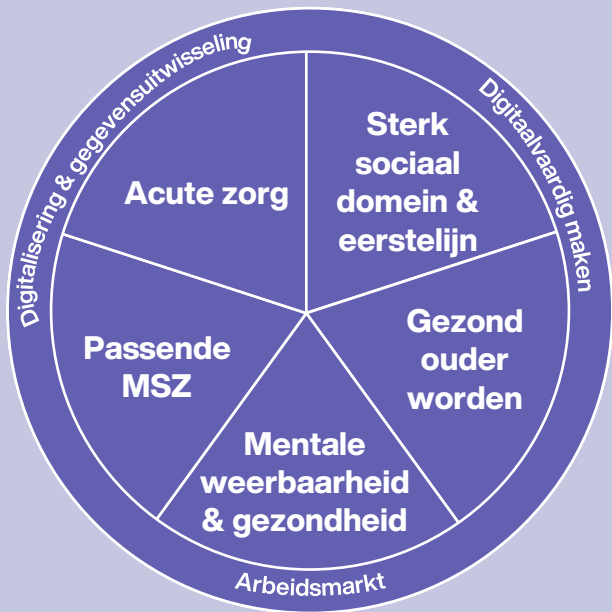 Digitalisering & gegevensuitwisseling
Digitaalvaardig maken
Acute zorg
Sterk
sociaal
domein &
eerstelijn
Passende
MSZ
Gezond
ouder
worden
Mentale
weerbaarheid
& gezondheid
Arbeidsmarkt